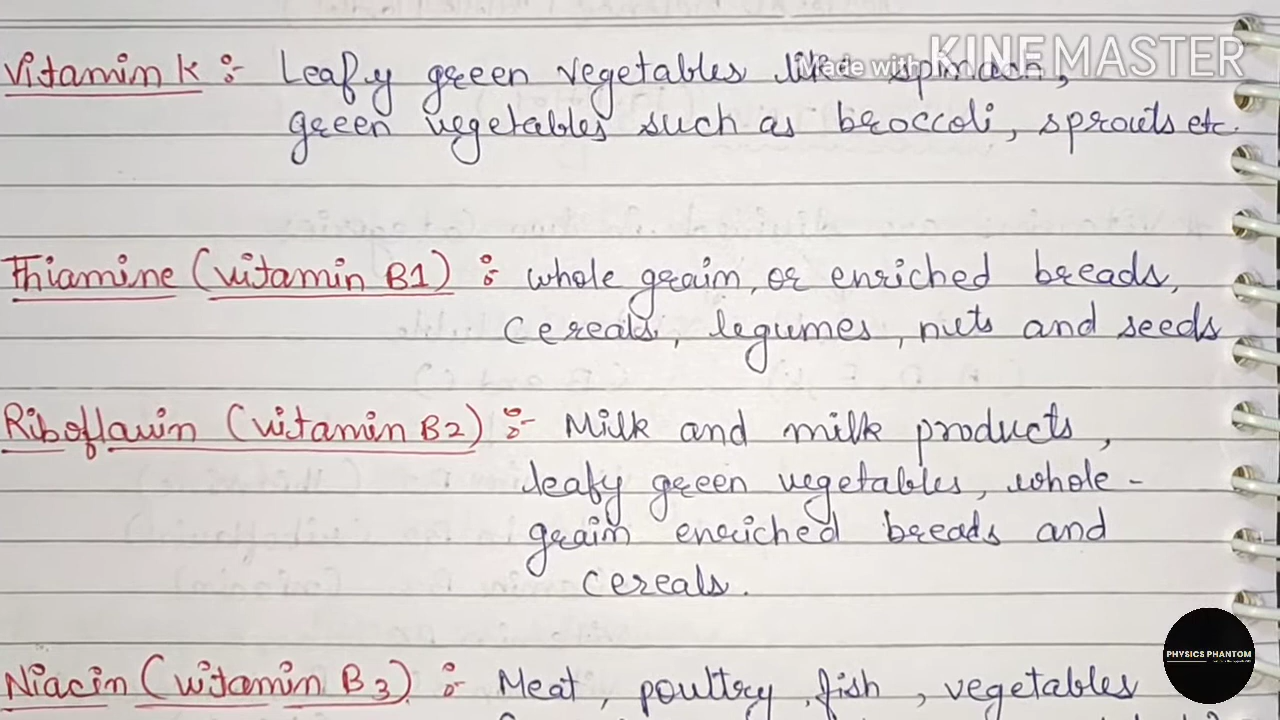 Made with KINEMASTER
Vitamin K :- Leafy green vegetables like spinach,
green vegetables such as broccoli, sprouts etc.
Thiamine (vitamin B1) : whole grain, or enriched breads,
cereals, legumes, nuts and seeds
Riboflavin (vitamin B2) :- Milk and milk products,
leafy green vegetables, whole-
grain enriched breads and
cereals.
PHYSICS PHANTOM
Niacin (vitamin B3) :- Meat, poultry, fish, vegetables